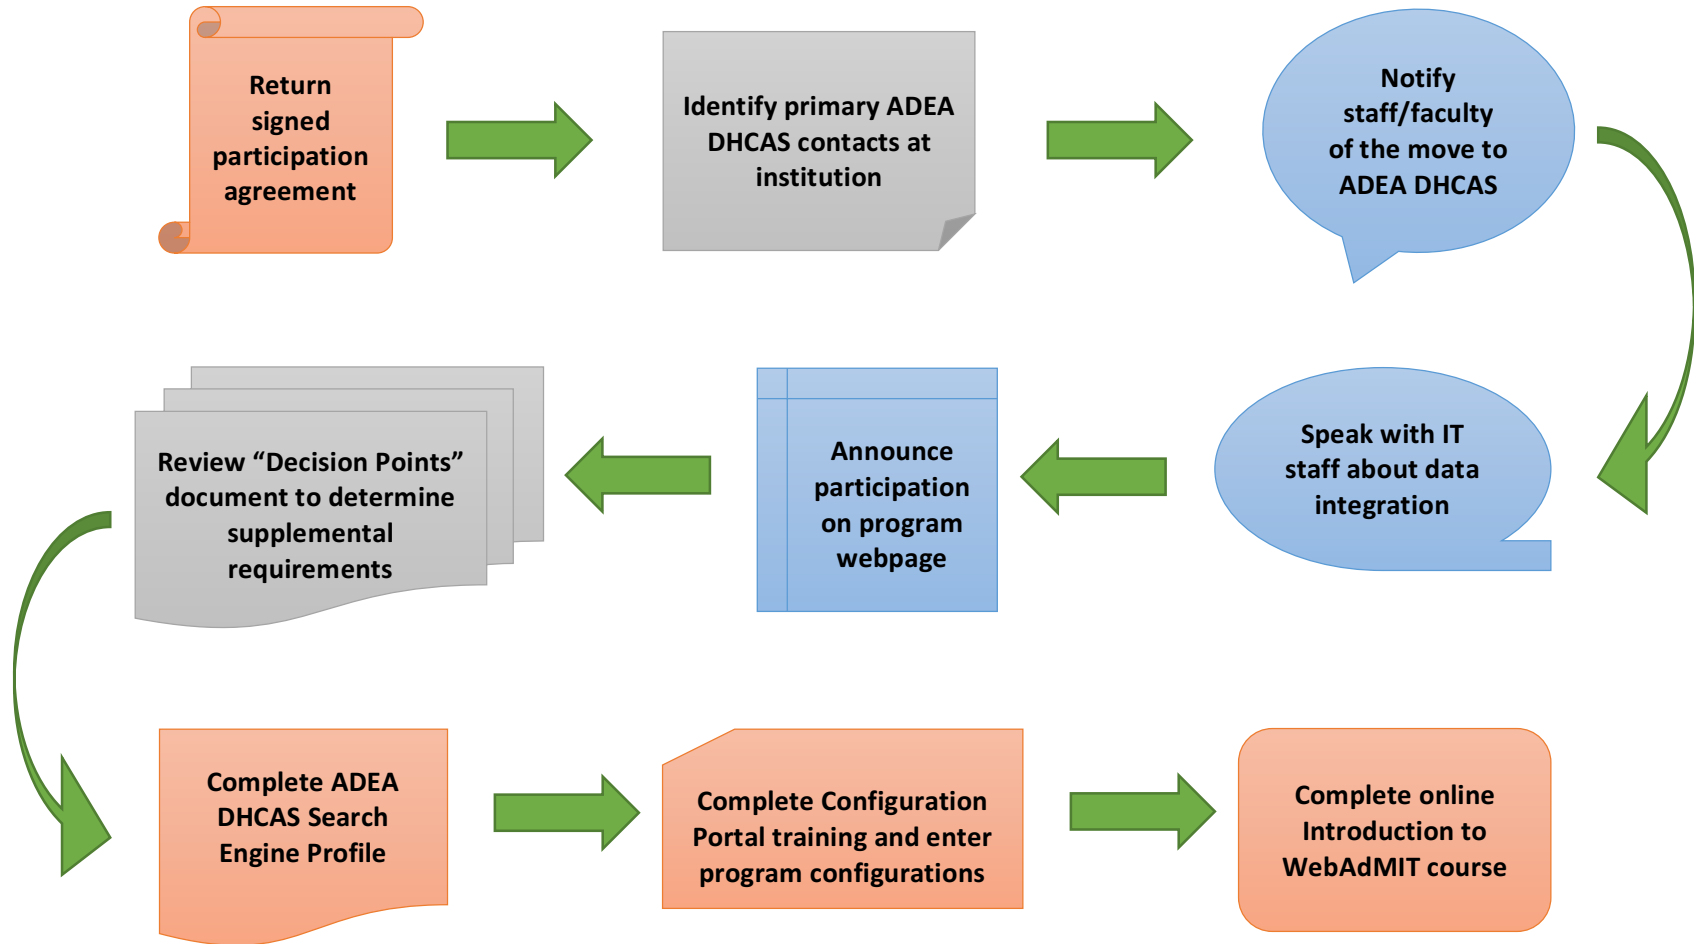 Return
signed
participation
agreement
Identify primary ADEA
DHCAS contacts at
institution
Notify
staff/faculty
of the move to
ADEA DHCAS
Speak with IT
staff about data
integration
Announce
participation
on program
webpage
Review “Decision Points”
document to determine
supplemental
requirements
Complete ADEA
DHCAS Search
Engine Profile
Complete Configuration
Portal training and enter
program configurations
Complete online
Introduction to
WebAdMIT course